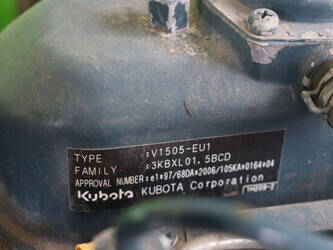 TYPE :V1505-EU1
FAMILY :3KBXL01.5BCD
APPROVAL NUMBER:e1*97/68DA*2006/105KA*0164*04
Kubota KUBOTA Corporation